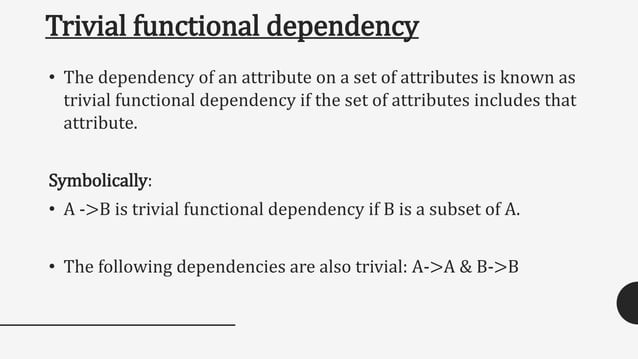 Trivial functional dependency
• The dependency of an attribute on a set of attributes is known as
trivial functional dependency if the set of attributes includes that
attribute.
Symbolically:
• A ->B is trivial functional dependency if B is a subset of A.
• The following dependencies are also trivial: A->A & B->B